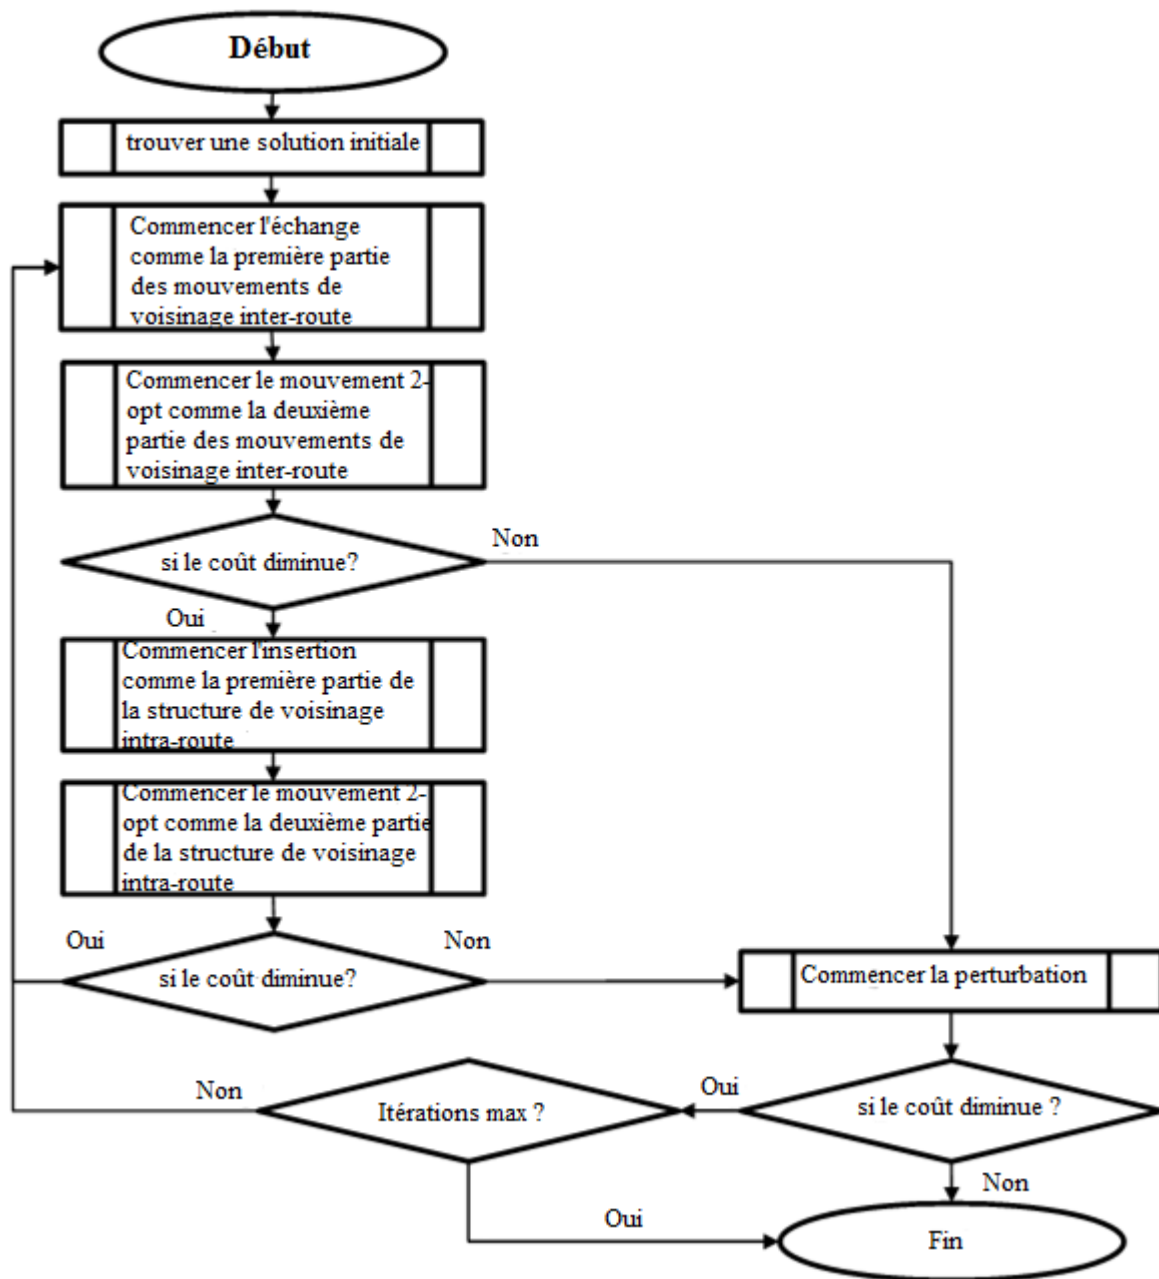 Début
trouver une solution initiale
Commencer l'échange
comme la première partie
des mouvements de
voisinage inter-route
Commencer le mouvement 2-
opt comme la deuxième
partie des mouvements de
voisinage inter-route
Non
si le coût diminue?
Oui
Commencer l'insertion
comme la première partie de
la structure de voisinage
intra-route
Commencer le mouvement 2-
opt comme la deuxième partie
de la structure de voisinage
intra-route
Oui
Non
si le coût diminue?
Commencer la perturbation
Non
Itérations max ?
Oui
si le coût diminue ?
Non
Oui
Fin